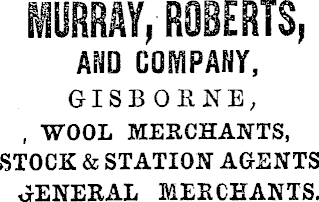 MURRAY, ROBERTS,
AND COMPANY,
GISBORNE,
, WOOL MERCHANTS,
STOCK & STATION AGENTS
GENERAL MERCHANTS.